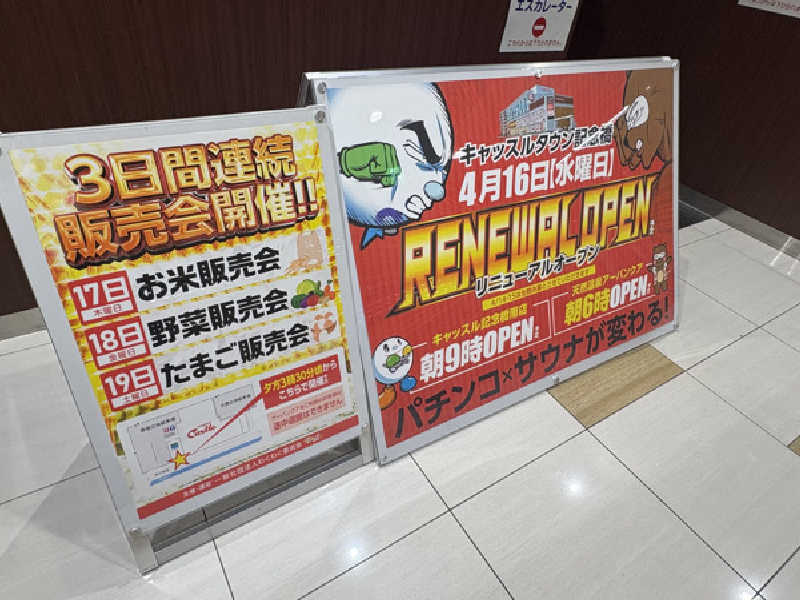 エスカレーター
3日間連続
販売会開催!!
17日
木曜日
お米販売会
18日
金曜日
野菜販売会
19日
土曜日
たまご販売会
夕方3時30分頃から
こちらで開催!!
Castle
キャッスルタウン記念橋
4月16日[水曜日]
RENEWAL OPEN
リニューアルオープン
キャッスル記念橋南店
朝9時OPEN
天然温泉アーバンクア
朝6時OPEN
パチンコ×サウナが変わる!